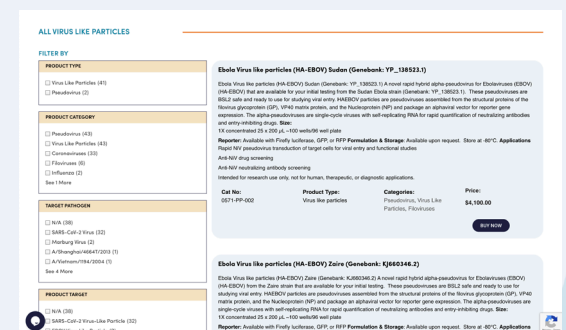 ALL VIRUS LIKE PARTICLES
FILTER BY
PRODUCT TYPE
Virus Like Particles (41)
Pseudovirus (2)
PRODUCT CATEGORY
Pseudovirus (43)
Virus Like Particles (43)
Coronaviruses (33)
Filoviruses (6)
Influenza (2)
See 1 More
TARGET PATHOGEN
N/A (38)
SARS-CoV-2 Virus (32)
Marburg Virus (2)
A/Shanghai/4664T/2013 (1)
A/Vietnam/1194/2004 (1)
See 4 More
PRODUCT TARGET
N/A (38)
SARS-CoV-2 Virus-Like Particle (32)
Ebola Virus like particles (HA-EBOV) Sudan (Genebank: YP_138523.1)
Ebola Virus like particles (HA-EBOV) Sudan (Genebank: YP_138523.1) A novel rapid hybrid alpha-pseudovirus for Ebolaviruses (EBOV)
(HA-EBOV) that are available for your initial testing from the Sudan Ebola strain (Genebank: YP_138523.1). These pseudoviruses are
BSL2 safe and ready to use for studying viral entry. HAEBOV particles are pseudoviruses assembled from the structural proteins of the
filovirus glycoprotein (GP), VP40 matrix protein, and the Nucleoprotein (NP) and package an alphaviral vector for reporter gene
expression. The alpha-pseudoviruses are single-cycle viruses with self-replicating RNA for rapid quantification of neutralizing antibodies
and entry-inhibiting drugs. Size:
1X concentrated 25 x 200 µL ~100 wells/96 well plate
Reporter: Available with Firefly luciferase, GFP, or RFP Formulation & Storage: Available upon request. Store at -80°C. Applications
Rapid NiV pseudovirus transduction of target cells for viral entry and functional studies
Anti-NiV drug screening
Anti-NiV neutralizing antibody screening
Intended for research use only, not for human, therapeutic, or diagnostic applications.
Cat No:
0571-PP-002
Product Type:
Virus like particles
Categories:
Pseudovirus, Virus Like
Particles, Filoviruses
Price:
$4,100.00
BUY NOW
Ebola Virus like particles (HA-EBOV) Zaire (Genebank: KJ660346.2)
Ebola Virus like particles (HA-EBOV) Zaire (Genebank: KJ660346.2) A novel rapid hybrid alpha-pseudovirus for Ebolaviruses (EBOV)
(HA-EBOV) from the Zaire strain that are available for your initial testing. These pseudoviruses are BSL2 safe and ready to use for
studying viral entry. HAEBOV particles are pseudoviruses assembled from the structural proteins of the filovirus glycoprotein (GP), VP40
matrix protein, and the Nucleoprotein (NP) and package an alphaviral vector for reporter gene expression. The alpha-pseudoviruses are
single-cycle viruses with self-replicating RNA for rapid quantification of neutralizing antibodies and entry-inhibiting drugs. Size:
1X concentrated 25 x 200 µL ~100 wells/96 well plate
Reporter: Available with Firefly luciferase, GFP, or RFP Formulation & Storage: Available upon request. Store at -80°C. Applications